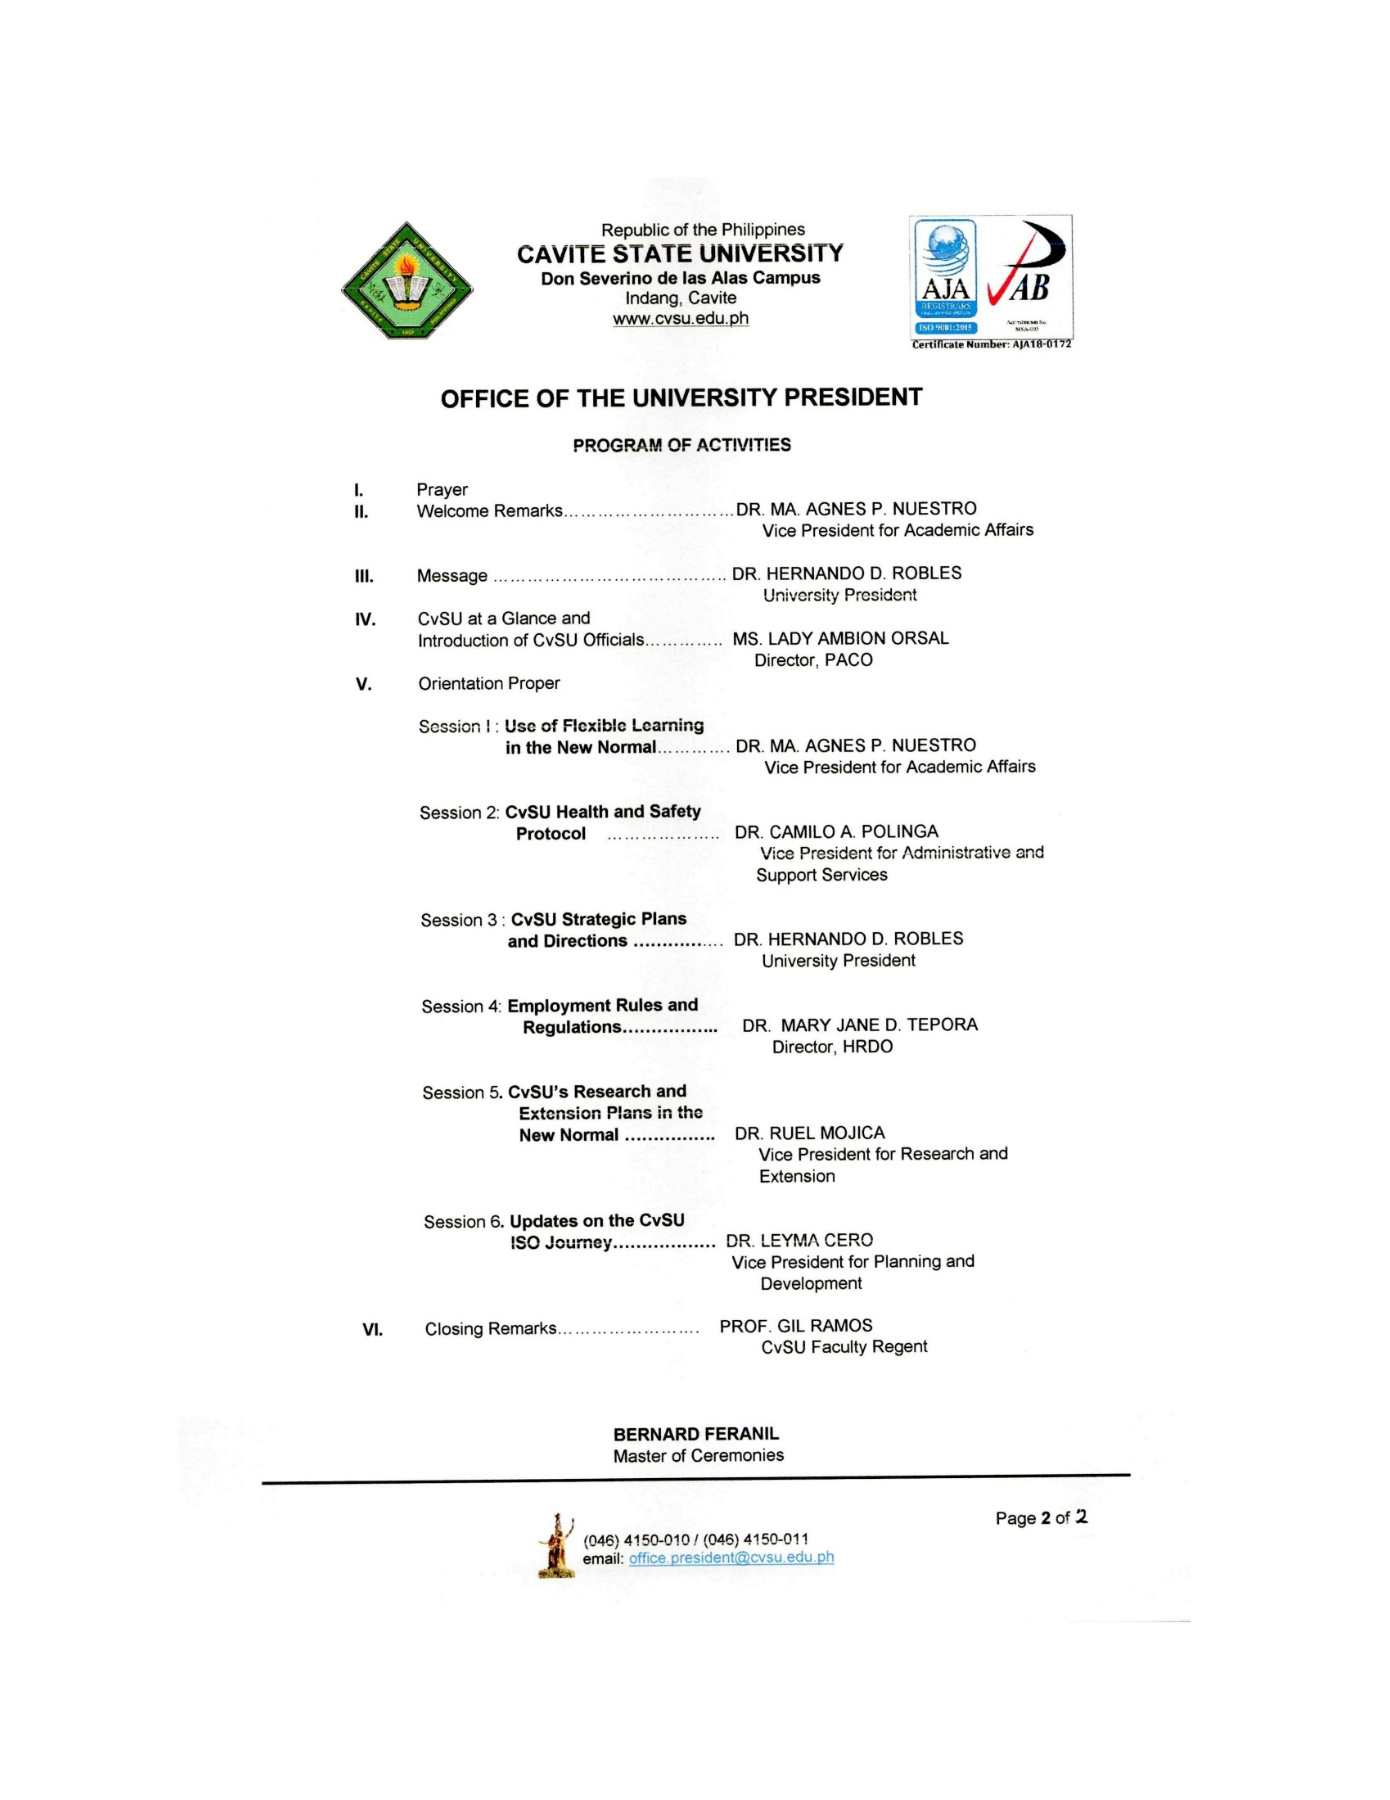 Republic of the Philippines
CAVITE STATE UNIVERSITY
Don Severino de las Alas Campus
Indang, Cavite
www.cvsu.edu.ph
CAVITE STATE UNIVERSITY
CAVITE
AJA
REGISTRARS
ISO 9001:2015
PAB
Certificate Number: AJA18-0172
OFFICE OF THE UNIVERSITY PRESIDENT
PROGRAM OF ACTIVITIES
I. Prayer
II. Welcome Remarks.............................. DR. MA. AGNES P. NUESTRO
Vice President for Academic Affairs
III. Message ......................................... DR. HERNANDO D. ROBLES
University President
IV. CvSU at a Glance and
Introduction of CvSU Officials.............. MS. LADY AMBION ORSAL
Director, PACO
V. Orientation Proper
Session I : Use of Flexible Learning
in the New Normal............. DR. MA. AGNES P. NUESTRO
Vice President for Academic Affairs
Session 2: CvSU Health and Safety
Protocol .................... DR. CAMILO A. POLINGA
Vice President for Administrative and
Support Services
Session 3 : CvSU Strategic Plans
and Directions ................ DR. HERNANDO D. ROBLES
University President
Session 4: Employment Rules and
Regulations................. DR. MARY JANE D. TEPORA
Director, HRDO
Session 5. CvSU's Research and
Extension Plans in the
New Normal ................ DR. RUEL MOJICA
Vice President for Research and
Extension
Session 6. Updates on the CvSU
ISO Journey.................. DR. LEYMA CERO
Vice President for Planning and
Development
VI. Closing Remarks......................... PROF. GIL RAMOS
CvSU Faculty Regent
BERNARD FERANIL
Master of Ceremonies
Page 2 of 2
(046) 4150-010 / (046) 4150-011
email: office.president@cvsu.edu.ph